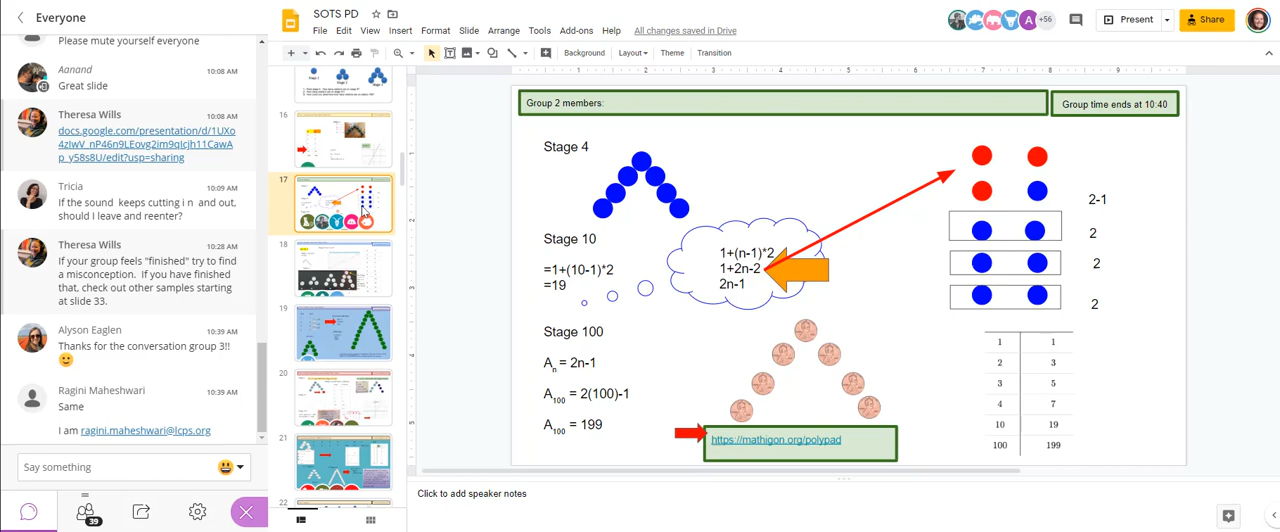 Everyone
Please mute yourself everyone
Aanand
10:08 AM
Great slide
Theresa Wills
10:08 AM
docs.google.com/presentation/d/1UXo
4zIwV_nP46n9LEovg2im9qIcjh11CawA
p_y58s8U/edit?usp=sharing
Tricia
10:09 AM
If the sound keeps cutting i n and out,
should I leave and reenter?
Theresa Wills
10:28 AM
If your group feels "finished" try to find
a misconception. If you have finished
that, check out other samples starting
at slide 33.
Alyson Eaglen
10:39 AM
Thanks for the conversation group 3!!
Ragini Maheshwari
10:39 AM
Same
I am ragini.maheshwari@lcps.org
Say something
39
SOTS PD
File Edit View Insert Format Slide Arrange Tools Add-ons Help All changes saved in Drive
A
+56
Present
Share
Background Layout Theme Transition
16
17
18
19
20
21
22
1 2 3 4 5 6 7 8 9
Group 2 members:
Group time ends at 10:40
Stage 4
Stage 10
=1+(10-1)*2
=19
Stage 100
An = 2n-1
A100 = 2(100)-1
A100 = 199
1+(n-1)*2
1+2n-2
2n-1
https://mathigon.org/polypad
2-1
2
2
2
1 1
2 3
3 5
4 7
10 19
100 199
Click to add speaker notes